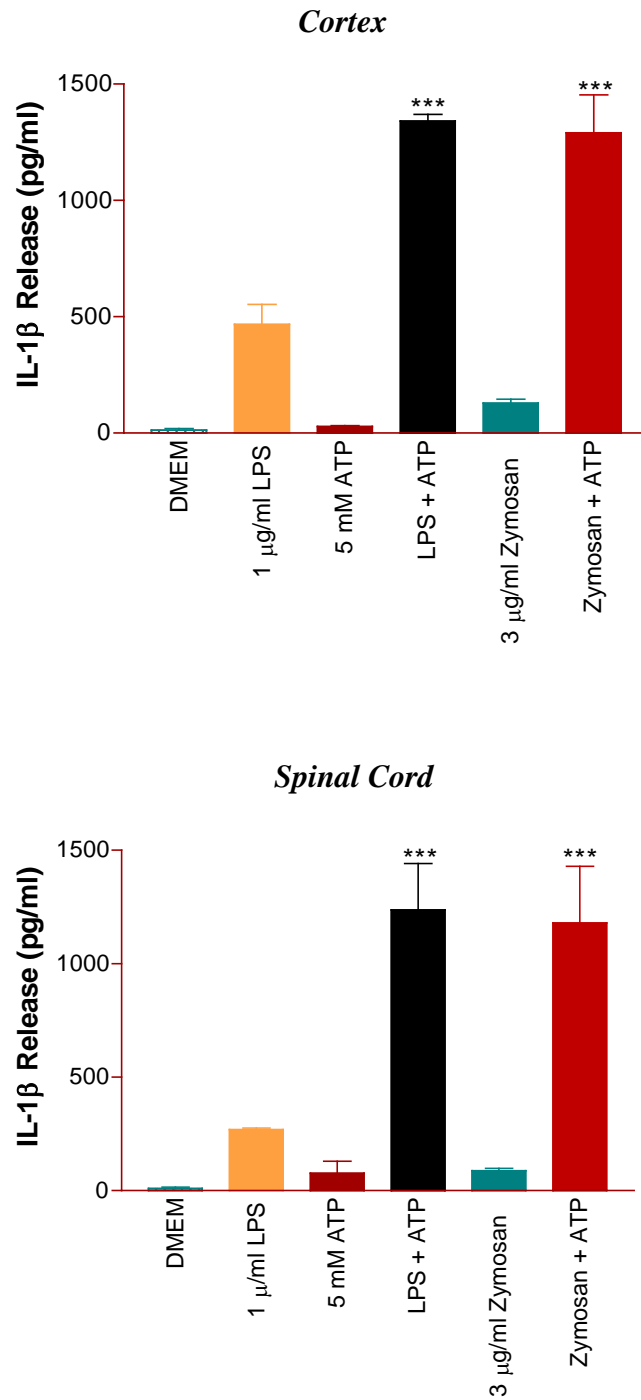 Cortex
IL-1β Release (pg/ml)
1500
1000
500
0
***
***
DMEM
1 μg/ml LPS
5 mM ATP
LPS + ATP
3 μg/ml Zymosan
Zymosan + ATP
Spinal Cord
IL-1β Release (pg/ml)
1500
1000
500
0
***
***
DMEM
1 μ/ml LPS
5 mM ATP
LPS + ATP
3 μg/ml Zymosan
Zymosan + ATP